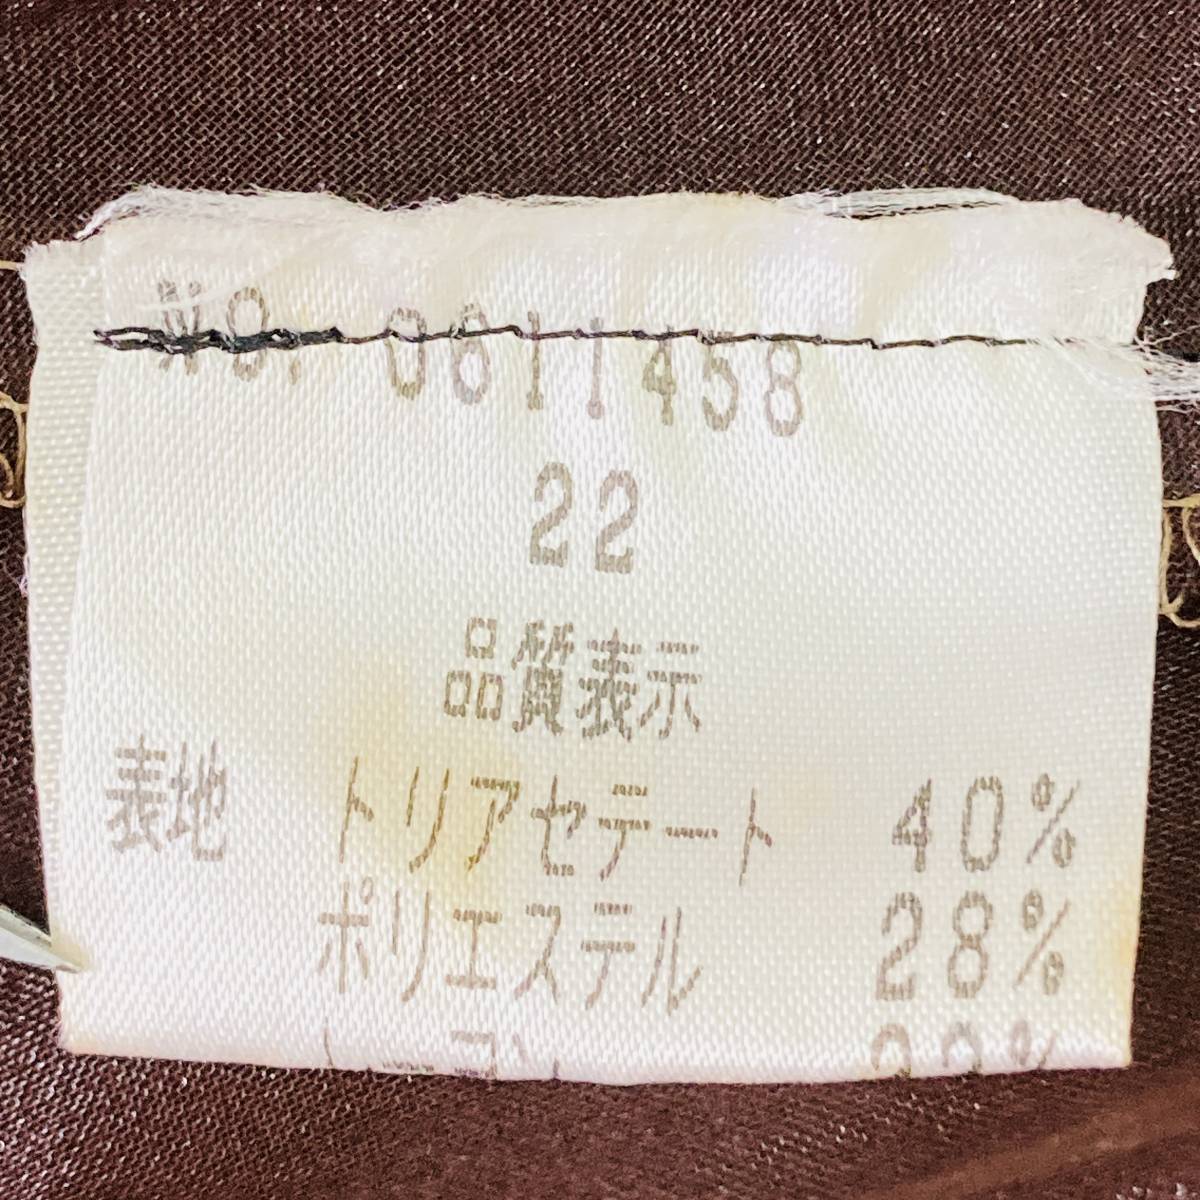 No. 0611458
22
品質表示
表地 トリアセテート 40%
ポリエステル 28%